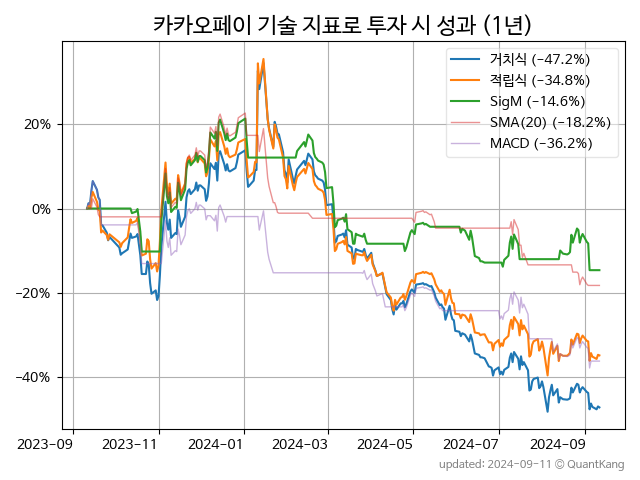 카카오페이 기술 지표로 투자 시 성과 (1년)
거치식 (−47.2%)
적립식 (−34.8%)
SigM (−14.6%)
SMA(20) (−18.2%)
MACD (−36.2%)
20%
0%
−20%
−40%
2023-09
2023-11
2024-01
2024-03
2024-05
2024-07
2024-09
updated: 2024-09-11 © QuantKang